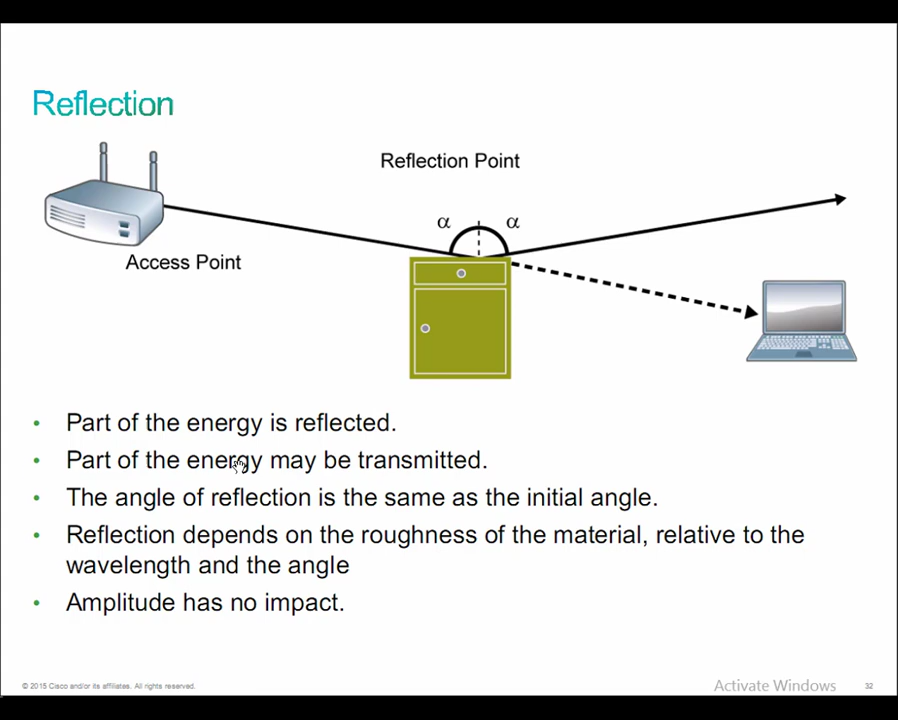 Reflection
Reflection Point
α α
Access Point
• Part of the energy is reflected.
• Part of the energy may be transmitted.
• The angle of reflection is the same as the initial angle.
• Reflection depends on the roughness of the material, relative to the
wavelength and the angle
• Amplitude has no impact.
© 2015 Cisco and/or its affiliates. All rights reserved.
Activate Windows
32